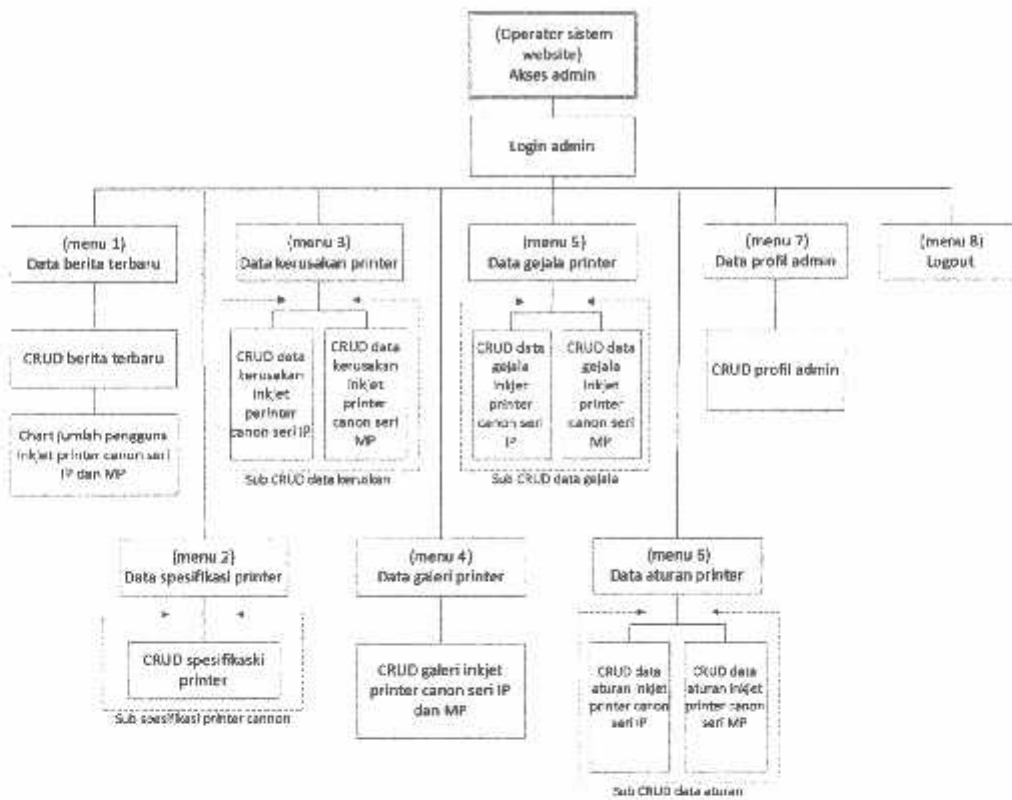 (Operator sistem
website)
Akses admin
Login admin
(menu 1)
Data berita terbaru
(menu 3)
Data kerusakan printer
(menu 5)
Data gejala printer
(menu 7)
Data profil admin
(menu 8)
Logout
CRUD berita terbaru
Chart jumlah pengguna
inkjet printer canon seri
IP dan MP
CRUD data
kerusakan
inkjet
perinter
canon seri IP
CRUD data
kerusakan
inkjet
printer
canon seri
MP
Sub CRUD data keruskan
CRUD data
gejala
inkjet
printer
canon seri
IP
CRUD data
gejala
inkjet
printer
canon seri
MP
Sub CRUD data gejala
CRUD profil admin
(menu 2)
Data spesifikasi printer
(menu 4)
Data galeri printer
(menu 6)
Data aturan printer
CRUD spesifikaski
printer
Sub spesifikasi printer cannon
CRUD galeri inkjet
printer canon seri IP
dan MP
CRUD data
aturan inkjet
printer canon
seri IP
CRUD data
aturan inkjet
printer canon
seri MP
Sub CRUD data aturan